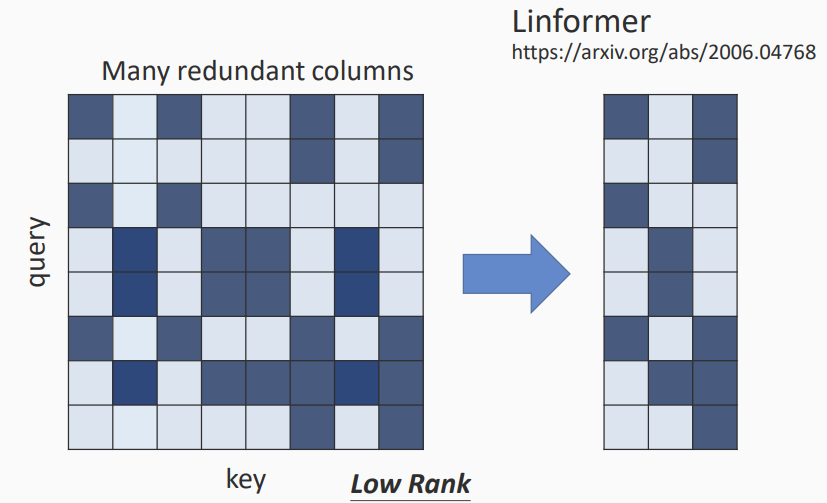 Linformer
https://arxiv.org/abs/2006.04768
Many redundant columns
query
key
Low Rank